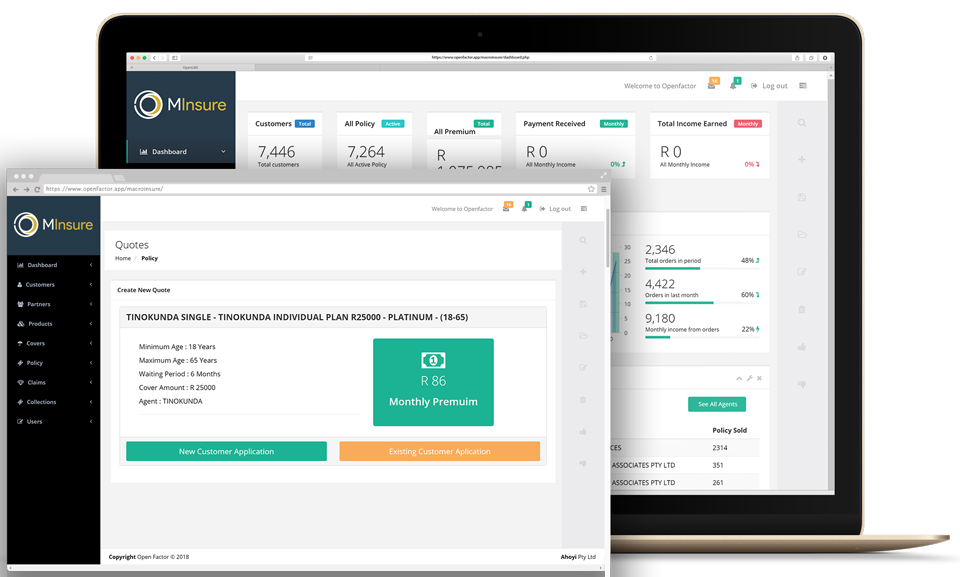 https://www.openfactor.app/macroinsure/dashboard.php
Welcome to Openfactor
Log out
MInsure
Dashboard
Customers Total
7,446
Total customers
All Policy Active
7,264
All Active Policy
Total
All Premium
R
Payment Received Monthly
R 0
All Monthly Income
0%
Total Income Earned Monthly
R 0
All Monthly Income
0%
30
25
20
15
10
5
0
2,346
Total orders in period
48%
4,422
Orders in last month
60%
9,180
Monthly income from orders
22%
See All Agents
Policy Sold
CES 2314
ASSOCIATES PTY LTD 351
ASSOCIATES PTY LTD 261
https://www.openfactor.app/macroinsure/
Welcome to Openfactor
16
1
Log out
MInsure
Dashboard
Customers
Partners
Products
Covers
Policy
Claims
Collections
Users
Quotes
Home / Policy
Create New Quote
TINOKUNDA SINGLE - TINOKUNDA INDIVIDUAL PLAN R25000 - PLATINUM - (18-65)
Minimum Age : 18 Years
Maximum Age : 65 Years
Waiting Period : 6 Months
Cover Amount : R 25000
Agent : TINOKUNDA
1
R 86
Monthly Premuim
New Customer Application
Existing Customer Aplication
Copyright Open Factor © 2018
Ahoyi Pty Ltd